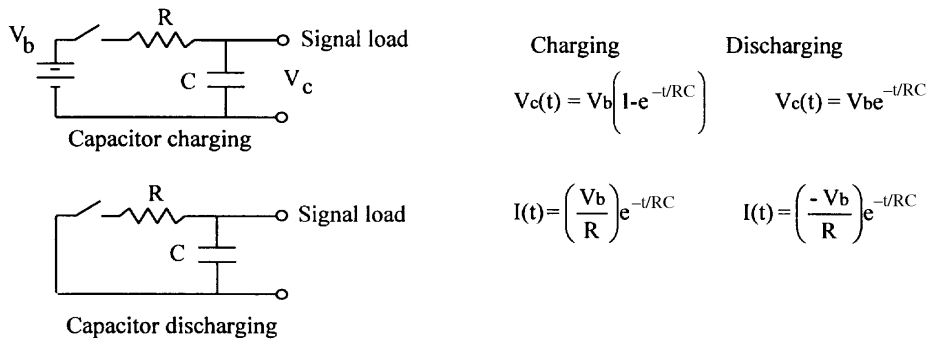 R
V_b
Signal load
C
V_c
Capacitor charging
R
Signal load
C
Capacitor discharging
Charging Discharging
Vc(t) = Vb(1-e^{-t/RC}) Vc(t) = Vbe^{-t/RC}
I(t) = (Vb/R)e^{-t/RC} I(t) = (-Vb/R)e^{-t/RC}